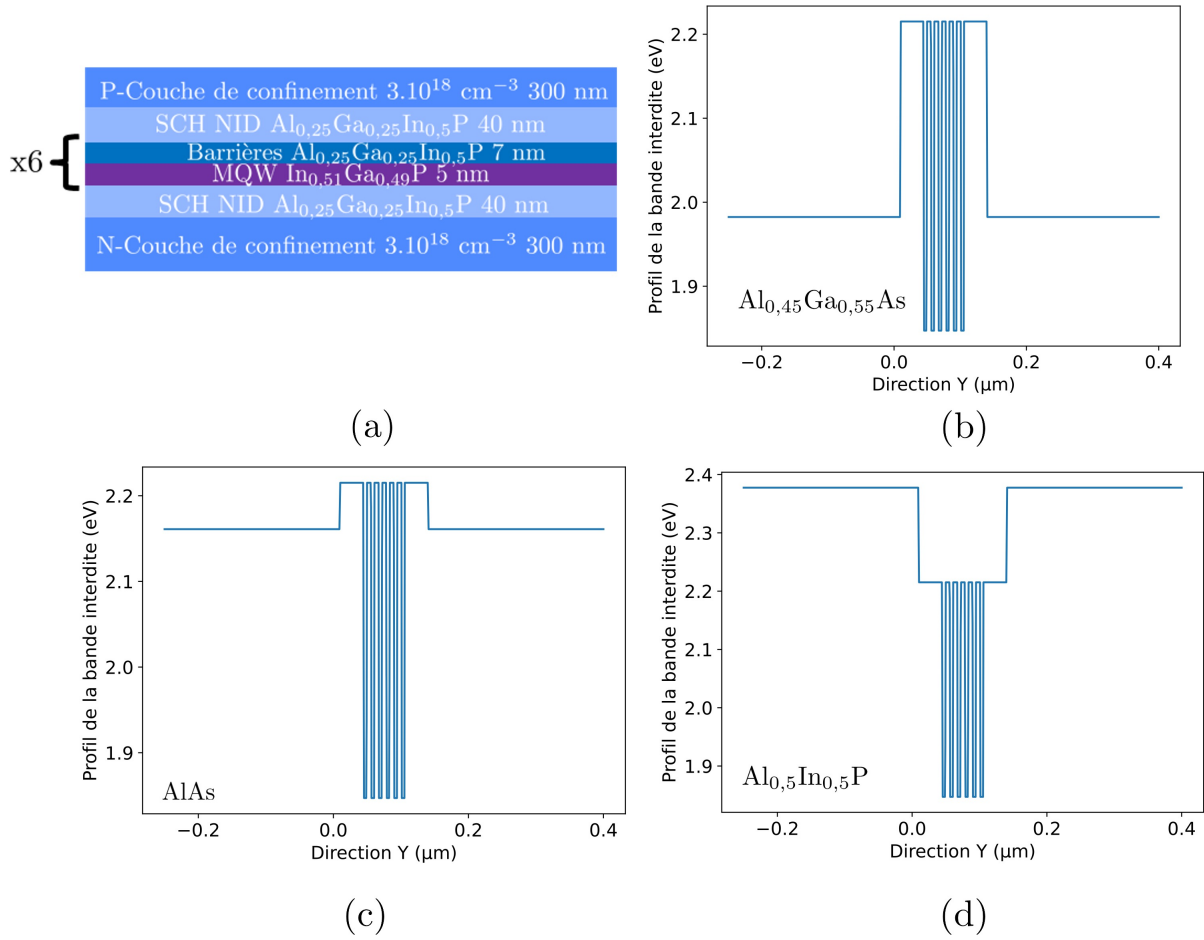 P-Couche de confinement 3.10¹⁸ cm⁻³ 300 nm
SCH NID Al₀,₂₅Ga₀,₂₅In₀,₅P 40 nm
x6
Barrières Al₀,₂₅Ga₀,₂₅In₀,₅P 7 nm
MQW In₀,₅₁Ga₀,₄₉P 5 nm
SCH NID Al₀,₂₅Ga₀,₂₅In₀,₅P 40 nm
N-Couche de confinement 3.10¹⁸ cm⁻³ 300 nm
(a)
Profil de la bande interdite (eV)
2.2
2.1
2.0
1.9
Al₀,₄₅Ga₀,₅₅As
−0.2 0.0 0.2 0.4
Direction Y (µm)
(b)
Profil de la bande interdite (eV)
2.2
2.1
2.0
1.9
AlAs
−0.2 0.0 0.2 0.4
Direction Y (µm)
(c)
Profil de la bande interdite (eV)
2.4
2.3
2.2
2.1
2.0
1.9
Al₀,₅In₀,₅P
−0.2 0.0 0.2 0.4
Direction Y (µm)
(d)